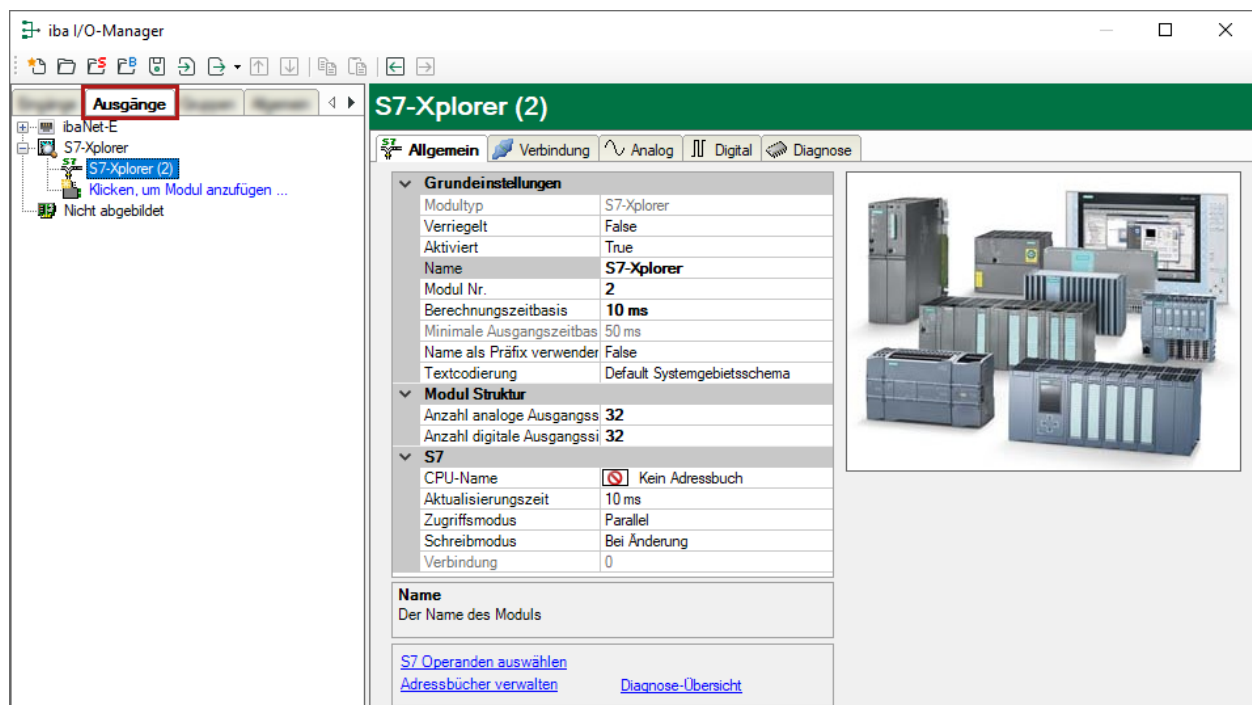 iba I/O-Manager
Ausgänge
ibaNet-E
S7-Xplorer
S7-Xplorer (2)
Klicken, um Modul anzufügen ...
Nicht abgebildet
S7-Xplorer (2)
Allgemein Verbindung Analog Digital Diagnose
Grundeinstellungen
Modultyp S7-Xplorer
Verriegelt False
Aktiviert True
Name S7-Xplorer
Modul Nr. 2
Berechnungszeitbasis 10 ms
Minimale Ausgangszeitbas 50 ms
Name als Präfix verwender False
Textcodierung Default Systemgebietsschema
Modul Struktur
Anzahl analoge Ausgangss 32
Anzahl digitale Ausgangssi 32
S7
CPU-Name Kein Adressbuch
Aktualisierungszeit 10 ms
Zugriffsmodus Parallel
Schreibmodus Bei Änderung
Verbindung 0
Name
Der Name des Moduls
S7 Operanden auswählen
Adressbücher verwalten Diagnose-Übersicht